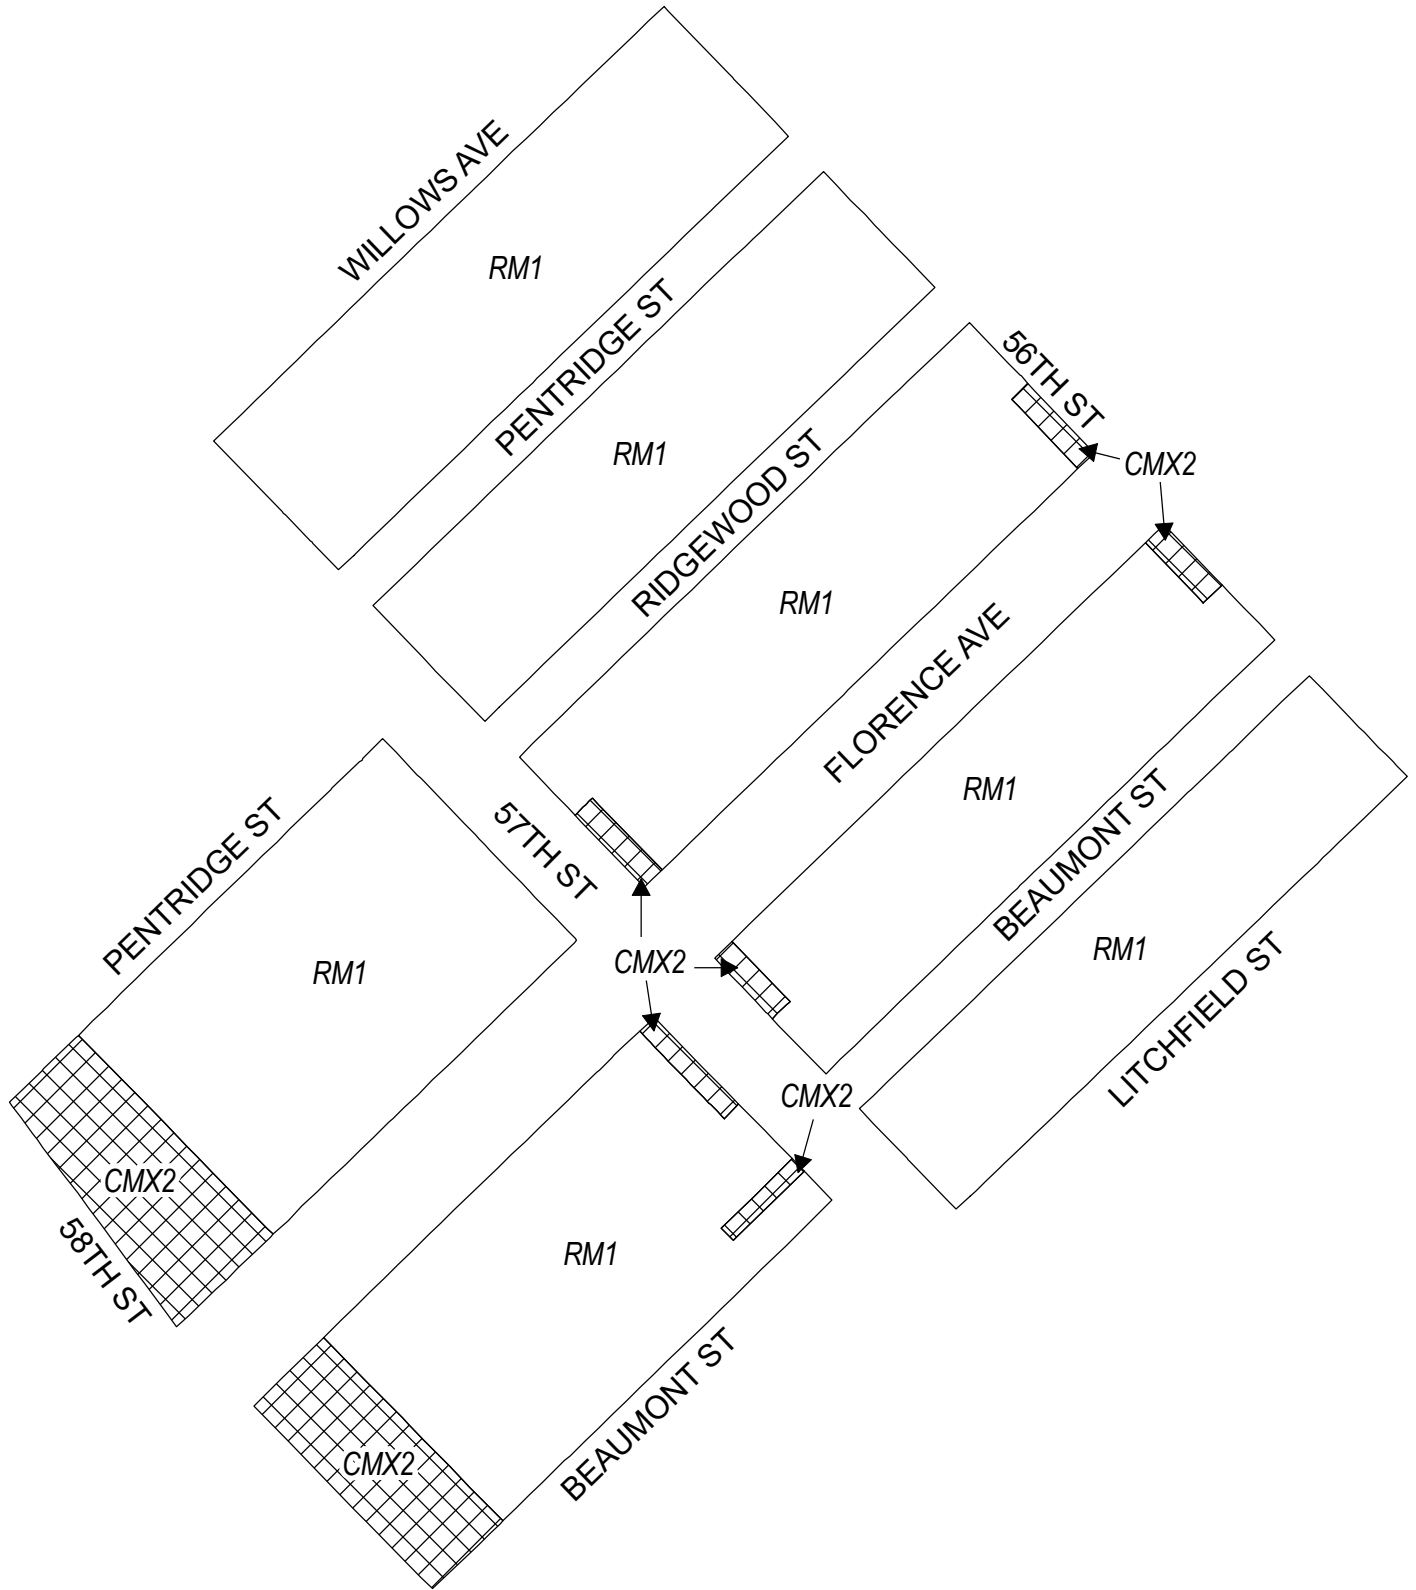 WILLOWS AVE
RM1
PENTRIDGE ST
56TH ST
RM1
CMX2
RIDGEWOOD ST
RM1
FLORENCE AVE
RM1
57TH ST
BEAUMONT ST
PENTRIDGE ST
RM1
RM1
CMX2
LITCHFIELD ST
CMX2
CMX2
58TH ST
RM1
BEAUMONT ST
CMX2